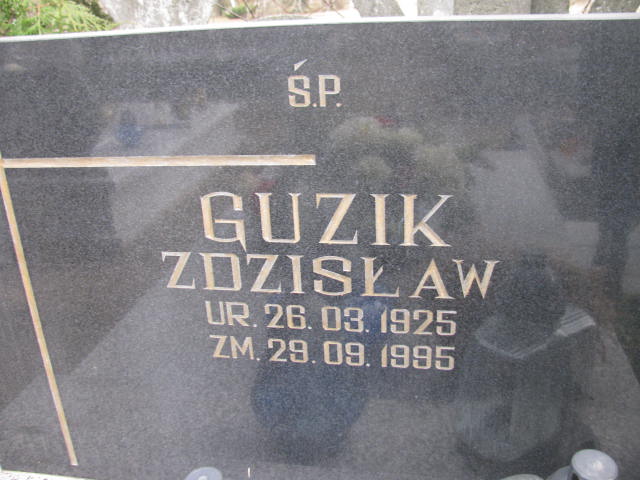 Ś.P.
GUZIK
ZDZISŁAW
UR. 26.03.1925
ZM. 29.09.1995